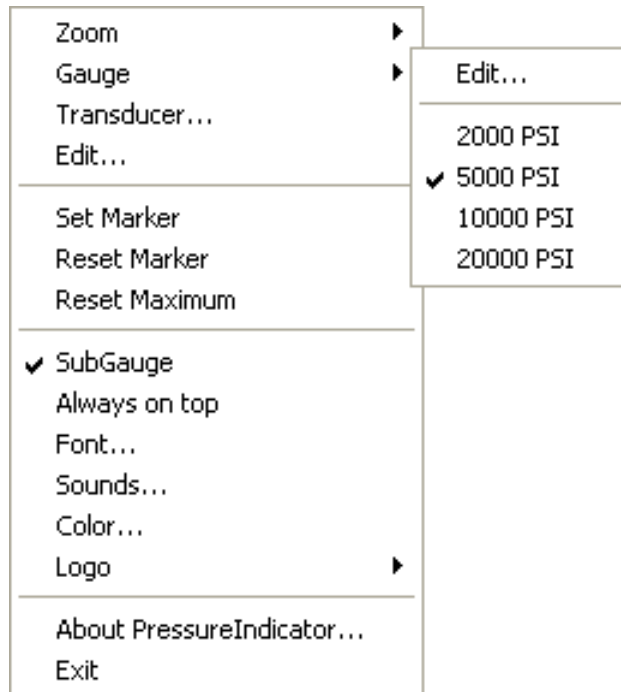 Zoom
Gauge
Transducer...
Edit...
Set Marker
Reset Marker
Reset Maximum
SubGauge
Always on top
Font...
Sounds...
Color...
Logo
About PressureIndicator...
Exit
Edit...
2000 PSI
5000 PSI
10000 PSI
20000 PSI